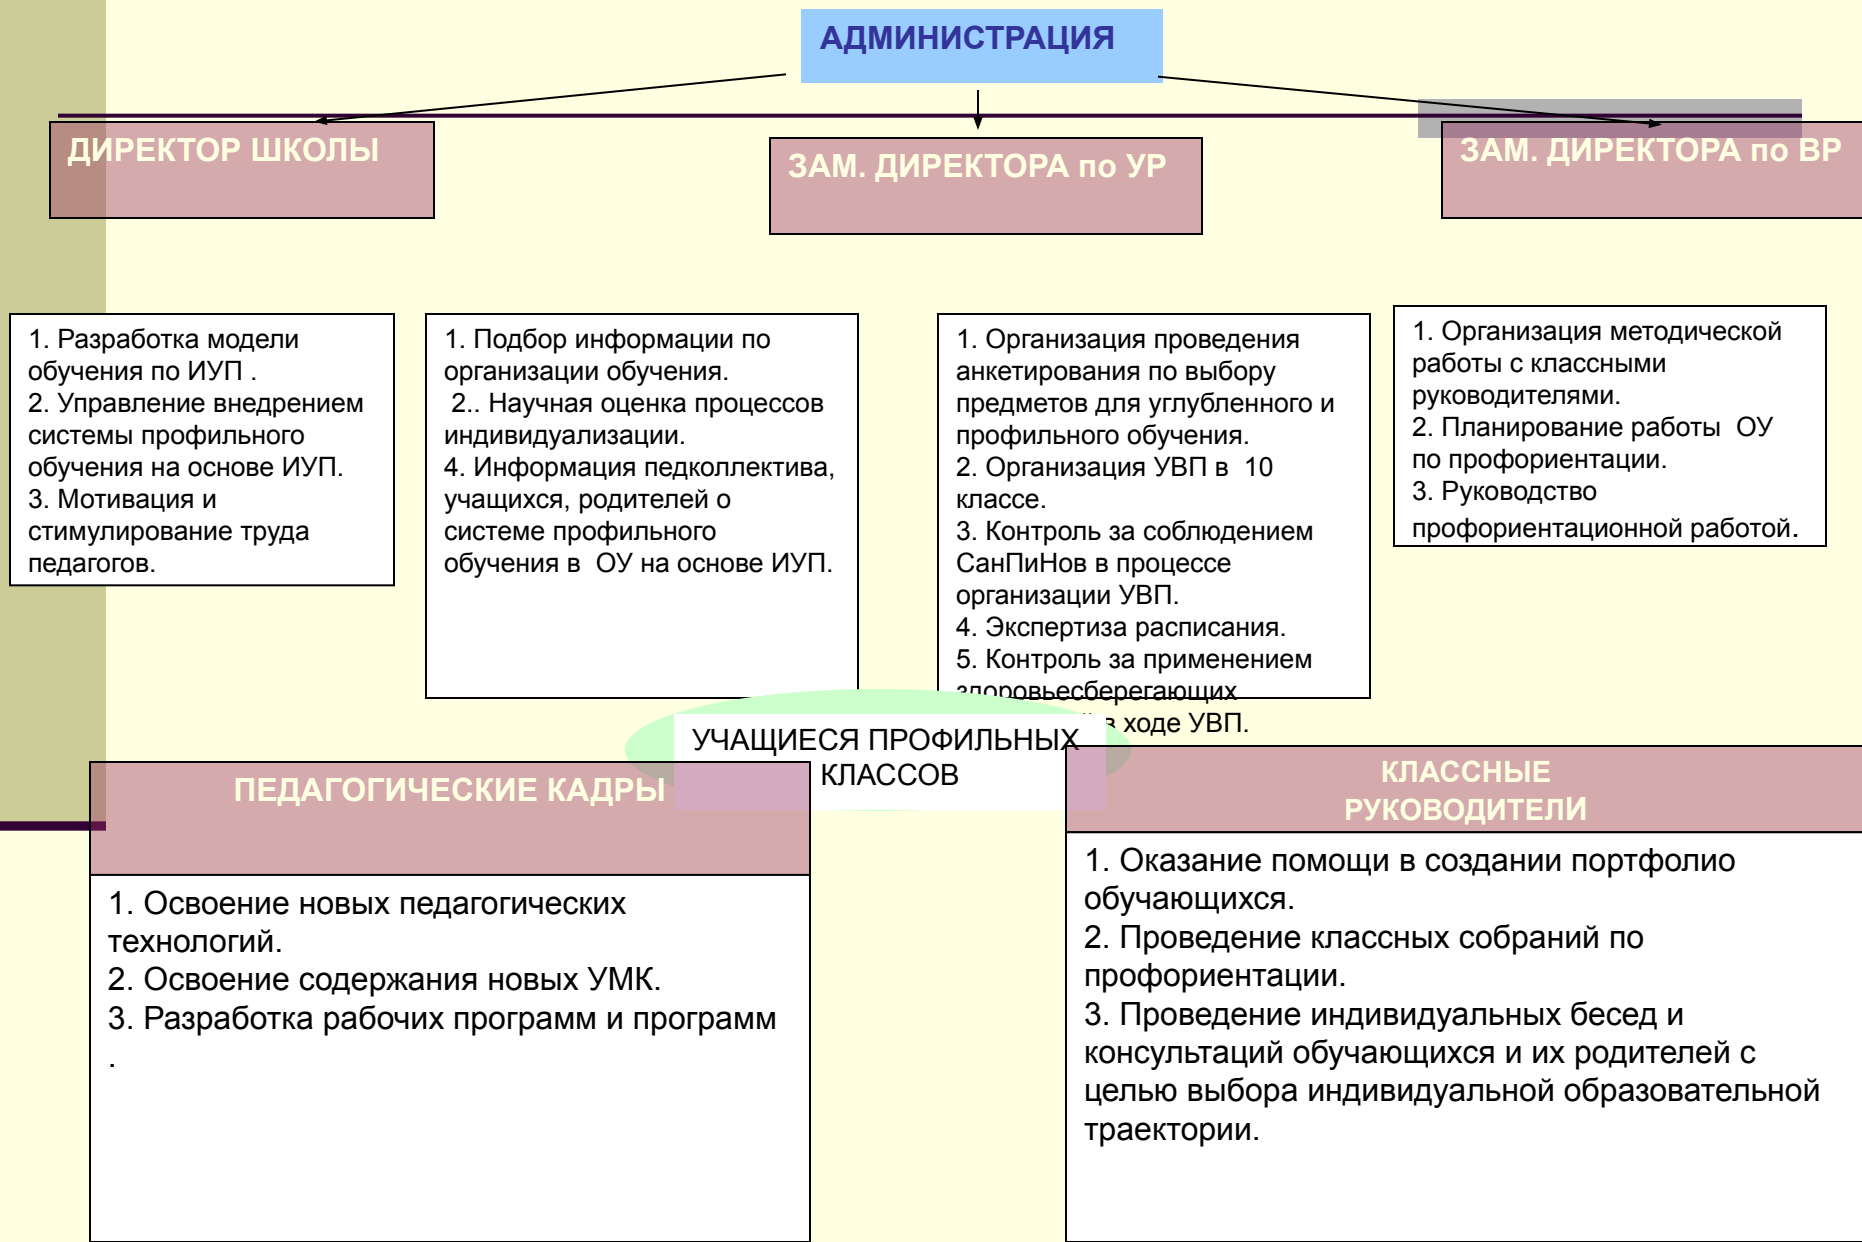 АДМИНИСТРАЦИЯ
ДИРЕКТОР ШКОЛЫ
ЗАМ. ДИРЕКТОРА по УР
ЗАМ. ДИРЕКТОРА по ВР
1. Разработка модели
обучения по ИУП .
2. Управление внедрением
системы профильного
обучения на основе ИУП.
3. Мотивация и
стимулирование труда
педагогов.
1. Подбор информации по
организации обучения.
2.. Научная оценка процессов
индивидуализации.
4. Информация педколлектива,
учащихся, родителей о
системе профильного
обучения в ОУ на основе ИУП.
1. Организация проведения
анкетирования по выбору
предметов для углубленного и
профильного обучения.
2. Организация УВП в 10
классе.
3. Контроль за соблюдением
СанПиНов в процессе
организации УВП.
4. Экспертиза расписания.
5. Контроль за применением
здоровьесберегающих
в ходе УВП.
1. Организация методической
работы с классными
руководителями.
2. Планирование работы ОУ
по профориентации.
3. Руководство
профориентационной работой.
УЧАЩИЕСЯ ПРОФИЛЬНЫХ
КЛАССОВ
ПЕДАГОГИЧЕСКИЕ КАДРЫ
1. Освоение новых педагогических
технологий.
2. Освоение содержания новых УМК.
3. Разработка рабочих программ и программ
.
КЛАССНЫЕ
РУКОВОДИТЕЛИ
1. Оказание помощи в создании портфолио
обучающихся.
2. Проведение классных собраний по
профориентации.
3. Проведение индивидуальных бесед и
консультаций обучающихся и их родителей с
целью выбора индивидуальной образовательной
траектории.